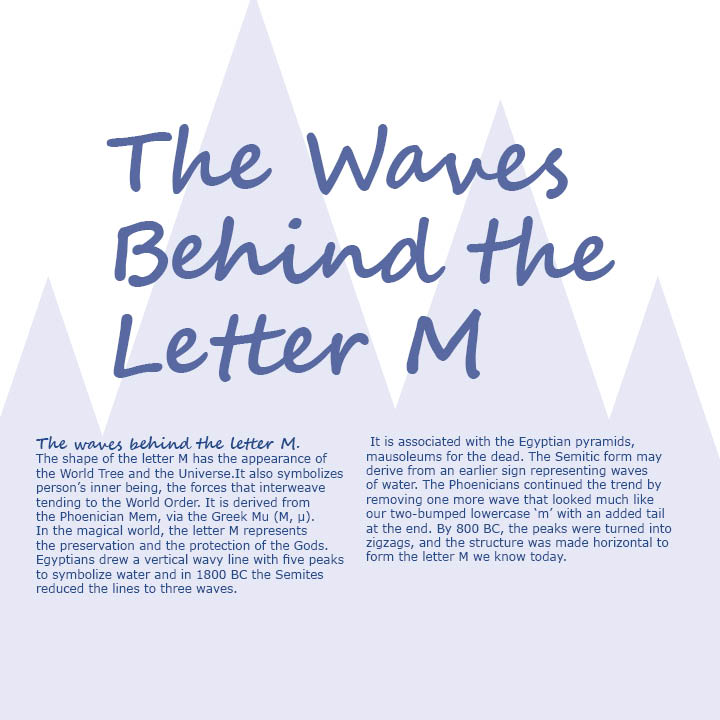 The Waves
Behind the
Letter M
The waves behind the letter M.
The shape of the letter M has the appearance of
the World Tree and the Universe.It also symbolizes
person’s inner being, the forces that interweave
tending to the World Order. It is derived from
the Phoenician Mem, via the Greek Mu (M, μ).
In the magical world, the letter M represents
the preservation and the protection of the Gods.
Egyptians drew a vertical wavy line with five peaks
to symbolize water and in 1800 BC the Semites
reduced the lines to three waves.
It is associated with the Egyptian pyramids,
mausoleums for the dead. The Semitic form may
derive from an earlier sign representing waves
of water. The Phoenicians continued the trend by
removing one more wave that looked much like
our two-bumped lowercase ‘m’ with an added tail
at the end. By 800 BC, the peaks were turned into
zigzags, and the structure was made horizontal to
form the letter M we know today.